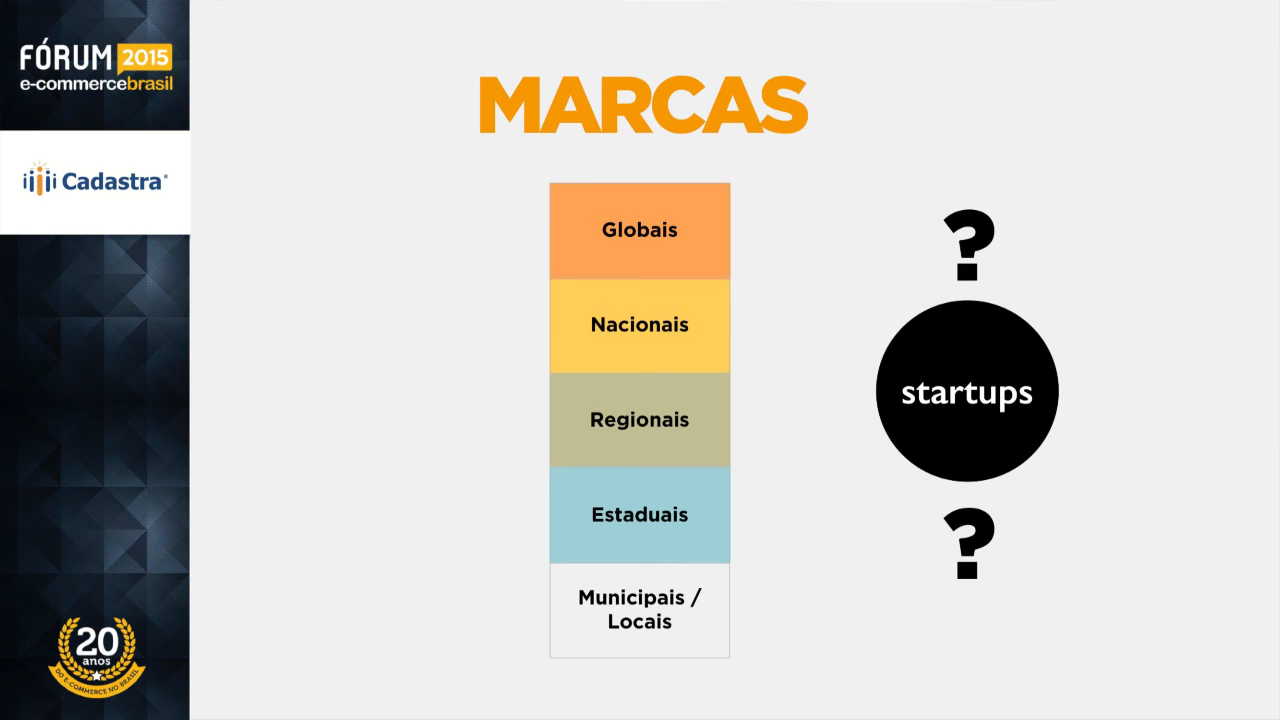 FÓRUM 2015
e-commercebrasil
Cadastra®
20
anos
DO E-COMMERCE NO BRASIL
MARCAS
Globais
Nacionais
Regionais
Estaduais
Municipais /
Locais
?
startups
?